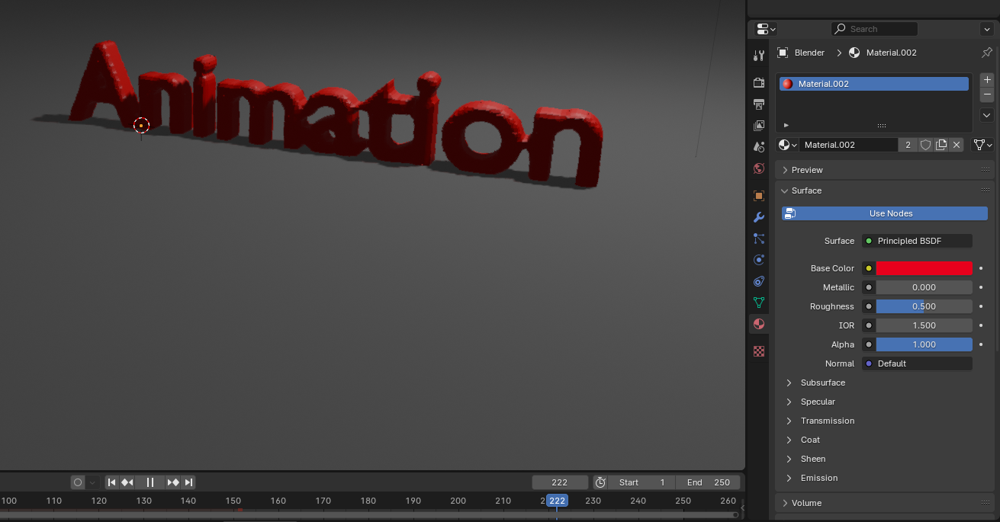 Animation
Search
Blender Material.002
Material.002
Material.002 2
Preview
Surface
Use Nodes
Surface Principled BSDF
Base Color
Metallic 0.000
Roughness 0.500
IOR 1.500
Alpha 1.000
Normal Default
Subsurface
Specular
Transmission
Coat
Sheen
Emission
Volume
222 Start 1 End 250
100 110 120 130 140 150 160 170 180 190 200 210 222 230 240 250 260